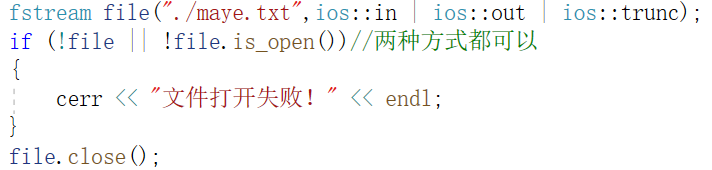 fstream file("./maye.txt",ios::in | ios::out | ios::trunc);
if (!file || !file.is_open())//两种方式都可以
{
    cerr << "文件打开失败！" << endl;
}
file.close();